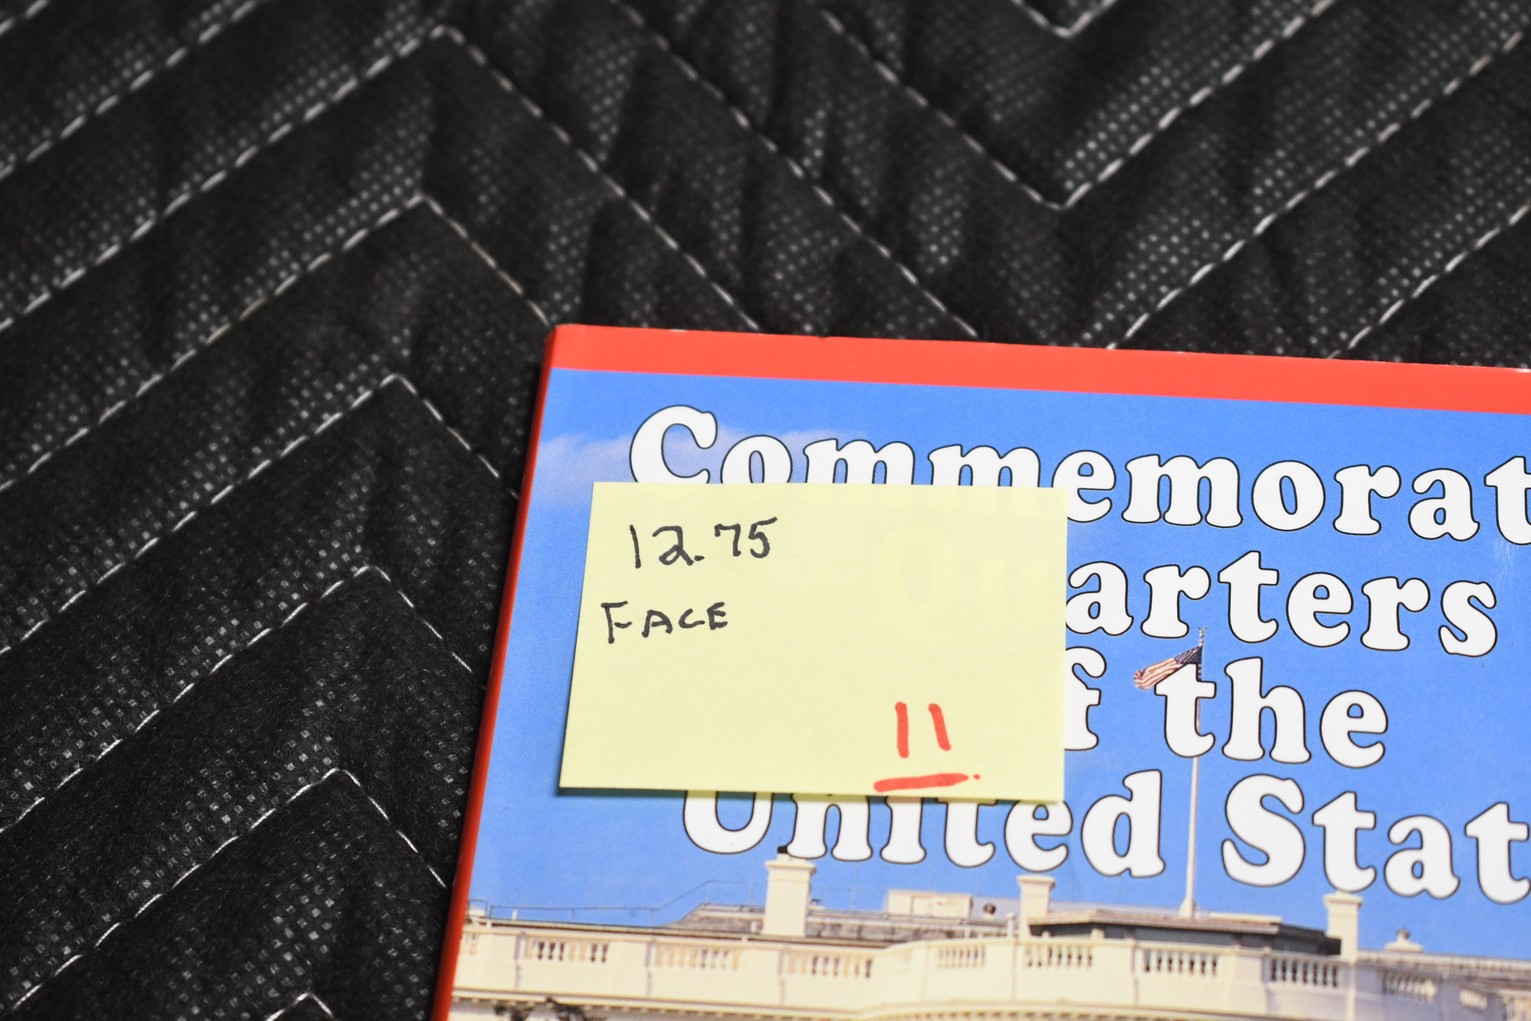 Commemorat
12.75
FACE
arters
f the
11
United Stat